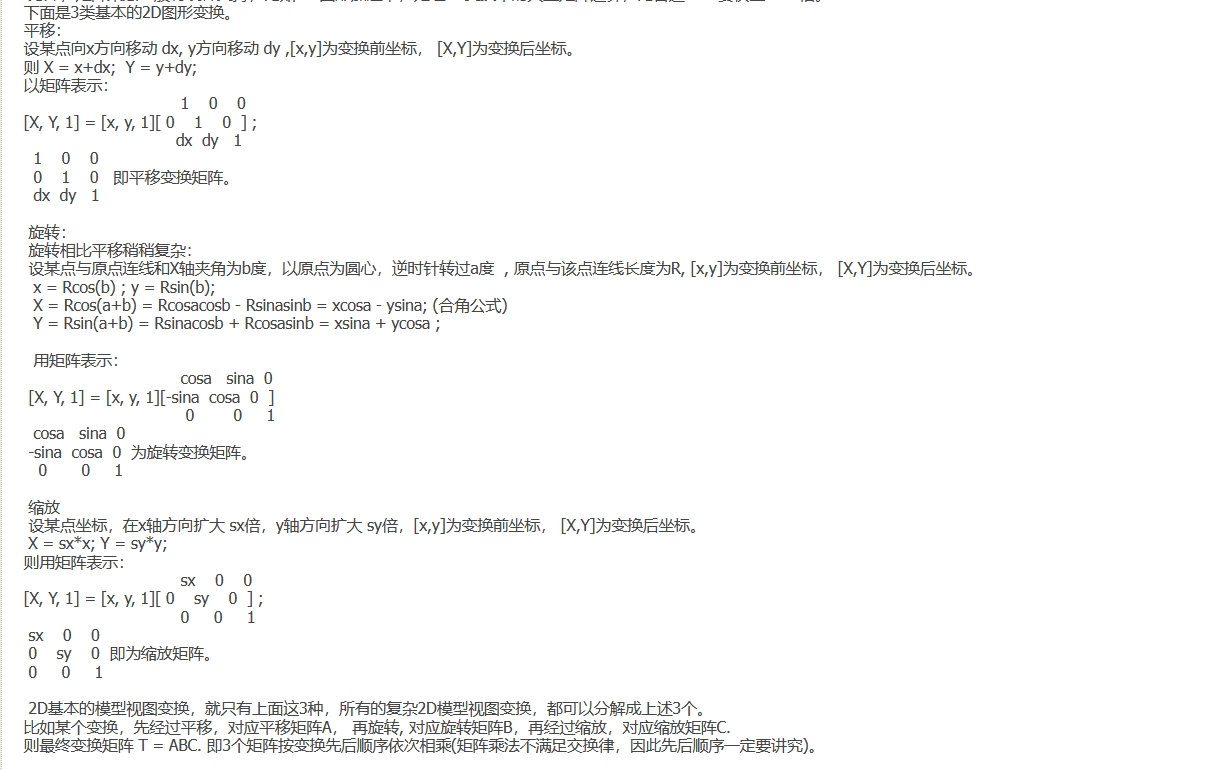 下面是3类基本的2D图形变换。
平移：
设某点向x方向移动 dx, y方向移动 dy ,[x,y]为变换前坐标， [X,Y]为变换后坐标。
则 X = x+dx;  Y = y+dy;
以矩阵表示：
1    0    0
[X, Y, 1] = [x, y, 1][ 0    1    0  ] ;
dx  dy   1
1    0    0
0    1    0   即平移变换矩阵。
dx  dy   1
旋转：
旋转相比平移稍稍复杂：
设某点与原点连线和X轴夹角为b度，以原点为圆心，逆时针转过a度  , 原点与该点连线长度为R, [x,y]为变换前坐标， [X,Y]为变换后坐标。
x = Rcos(b) ; y = Rsin(b);
X = Rcos(a+b) = Rcosacosb - Rsinasinb = xcosa - ysina; (合角公式)
Y = Rsin(a+b) = Rsinacosb + Rcosasinb = xsina + ycosa ;
用矩阵表示：
cosa   sina  0
[X, Y, 1] = [x, y, 1][-sina  cosa  0  ]
0        0     1
cosa   sina  0
-sina  cosa  0  为旋转变换矩阵。
0       0     1
缩放
设某点坐标，在x轴方向扩大 sx倍，y轴方向扩大 sy倍，[x,y]为变换前坐标， [X,Y]为变换后坐标。
X = sx*x; Y = sy*y;
则用矩阵表示：
sx    0    0
[X, Y, 1] = [x, y, 1][ 0    sy    0  ] ;
0     0     1
sx    0    0
0    sy    0  即为缩放矩阵。
0     0     1
2D基本的模型视图变换，就只有上面这3种，所有的复杂2D模型视图变换，都可以分解成上述3个。
比如某个变换，先经过平移，对应平移矩阵A， 再旋转, 对应旋转矩阵B，再经过缩放，对应缩放矩阵C.
则最终变换矩阵 T = ABC. 即3个矩阵按变换先后顺序依次相乘(矩阵乘法不满足交换律，因此先后顺序一定要讲究)。